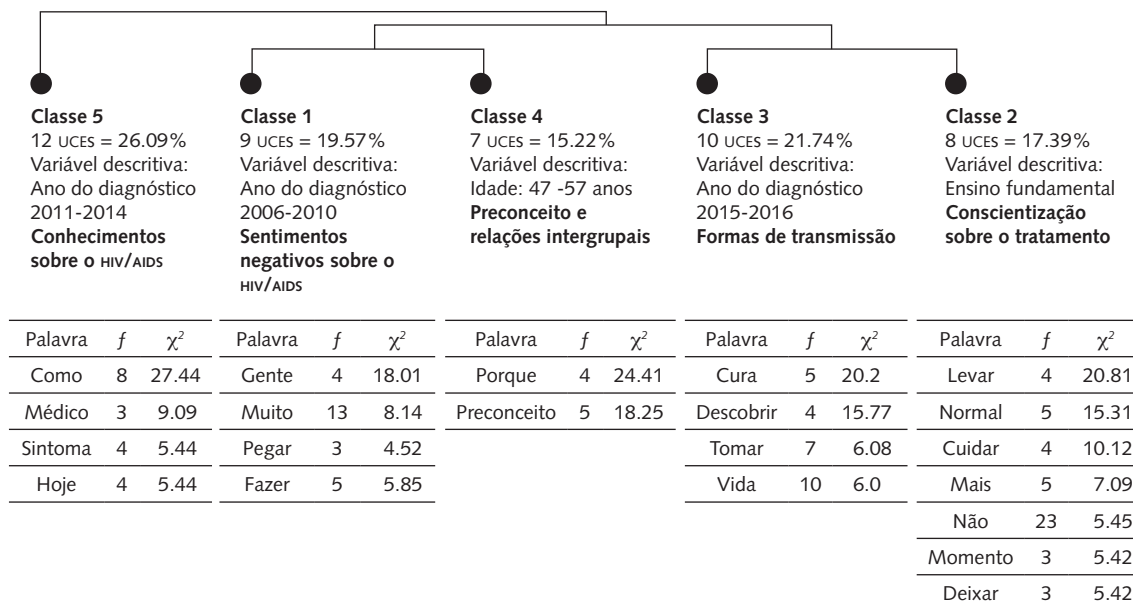 Classe 5
12 UCES = 26.09%
Variável descritiva:
Ano do diagnóstico
2011-2014
Conhecimentos
sobre o HIV/AIDS
Classe 1
9 UCES = 19.57%
Variável descritiva:
Ano do diagnóstico
2006-2010
Sentimentos
negativos sobre o
HIV/AIDS
Classe 4
7 UCES = 15.22%
Variável descritiva:
Idade: 47 -57 anos
Preconceito e
relações intergrupais
Classe 3
10 UCES = 21.74%
Variável descritiva:
Ano do diagnóstico
2015-2016
Formas de transmissão
Classe 2
8 UCES = 17.39%
Variável descritiva:
Ensino fundamental
Conscientização
sobre o tratamento
Palavra f χ²
Como 8 27.44
Médico 3 9.09
Sintoma 4 5.44
Hoje 4 5.44
Palavra f χ²
Gente 4 18.01
Muito 13 8.14
Pegar 3 4.52
Fazer 5 5.85
Palavra f χ²
Porque 4 24.41
Preconceito 5 18.25
Palavra f χ²
Cura 5 20.2
Descobrir 4 15.77
Tomar 7 6.08
Vida 10 6.0
Palavra f χ²
Levar 4 20.81
Normal 5 15.31
Cuidar 4 10.12
Mais 5 7.09
Não 23 5.45
Momento 3 5.42
Deixar 3 5.42